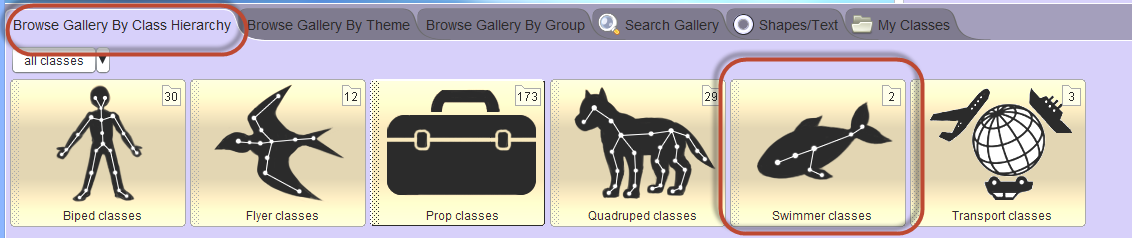 Browse Gallery By Class Hierarchy Browse Gallery By Theme Browse Gallery By Group Search Gallery Shapes/Text My Classes
all classes
30 12 173 29 2 3
Biped classes Flyer classes Prop classes Quadruped classes Swimmer classes Transport classes